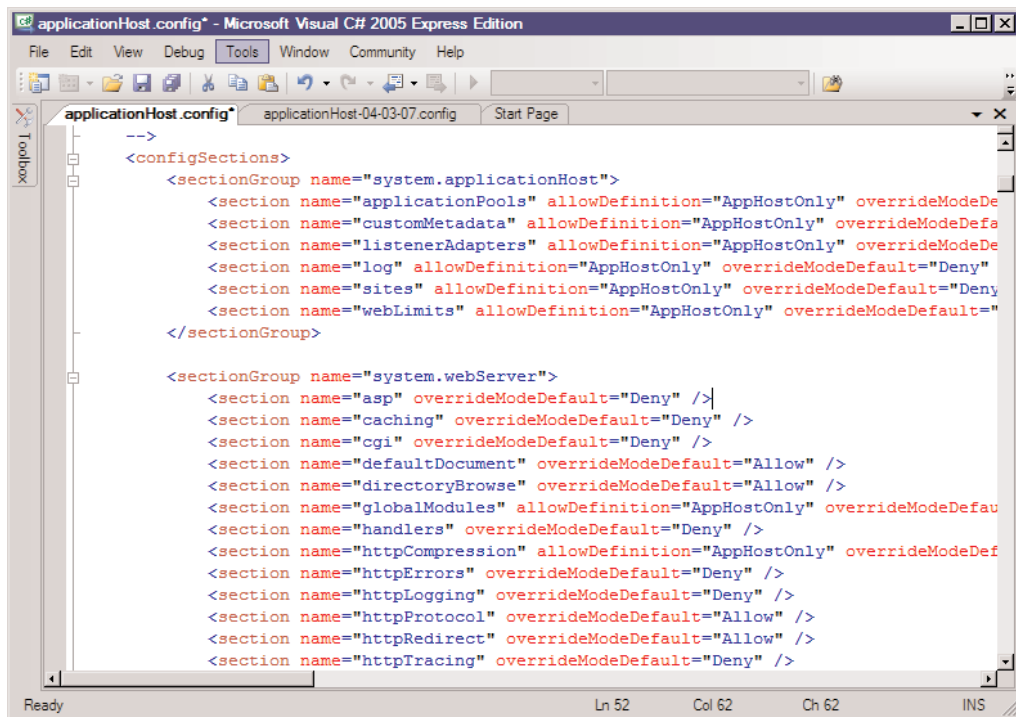 applicationHost.config* - Microsoft Visual C# 2005 Express Edition
File Edit View Debug Tools Window Community Help
applicationHost.config* applicationHost-04-03-07.config Start Page
Toolbox
-->
<configSections>
<sectionGroup name="system.applicationHost">
<section name="applicationPools" allowDefinition="AppHostOnly" overrideModeDe
<section name="customMetadata" allowDefinition="AppHostOnly" overrideModeDefa
<section name="listenerAdapters" allowDefinition="AppHostOnly" overrideModeDe
<section name="log" allowDefinition="AppHostOnly" overrideModeDefault="Deny"
<section name="sites" allowDefinition="AppHostOnly" overrideModeDefault="Deny
<section name="webLimits" allowDefinition="AppHostOnly" overrideModeDefault="
</sectionGroup>
<sectionGroup name="system.webServer">
<section name="asp" overrideModeDefault="Deny" />
<section name="caching" overrideModeDefault="Deny" />
<section name="cgi" overrideModeDefault="Deny" />
<section name="defaultDocument" overrideModeDefault="Allow" />
<section name="directoryBrowse" overrideModeDefault="Allow" />
<section name="globalModules" allowDefinition="AppHostOnly" overrideModeDefau
<section name="handlers" overrideModeDefault="Deny" />
<section name="httpCompression" allowDefinition="AppHostOnly" overrideModeDef
<section name="httpErrors" overrideModeDefault="Deny" />
<section name="httpLogging" overrideModeDefault="Deny" />
<section name="httpProtocol" overrideModeDefault="Allow" />
<section name="httpRedirect" overrideModeDefault="Allow" />
<section name="httpTracing" overrideModeDefault="Deny" />
Ready Ln 52 Col 62 Ch 62 INS